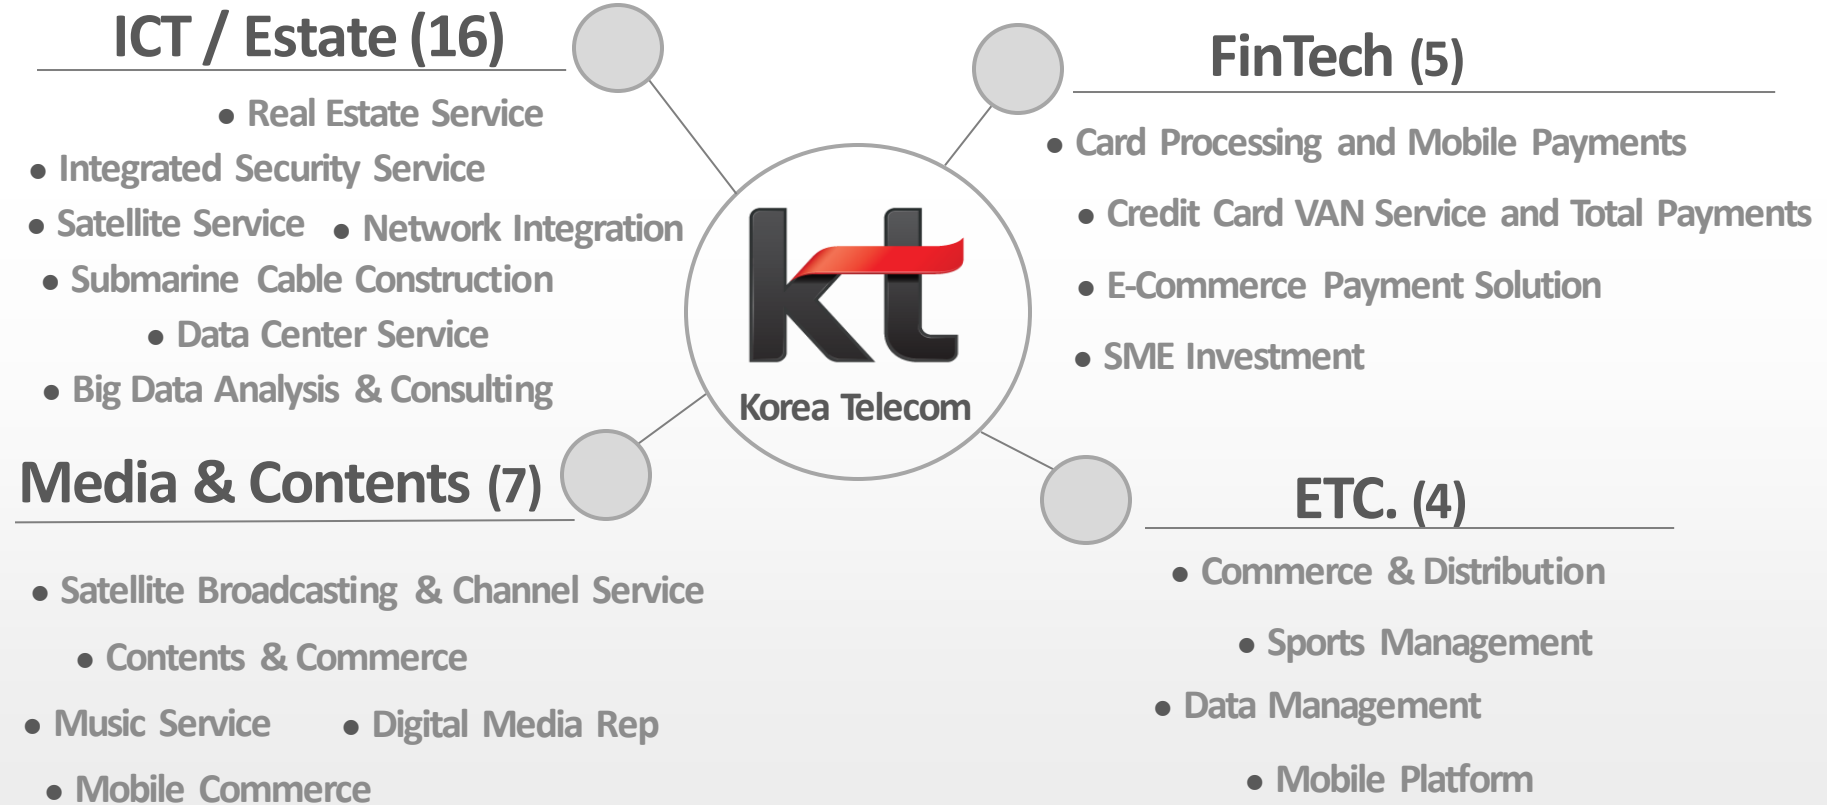 ICT / Estate (16)
● Real Estate Service
● Integrated Security Service
● Satellite Service ● Network Integration
● Submarine Cable Construction
● Data Center Service
● Big Data Analysis & Consulting
FinTech (5)
● Card Processing and Mobile Payments
● Credit Card VAN Service and Total Payments
● E-Commerce Payment Solution
● SME Investment
kt
Korea Telecom
Media & Contents (7)
● Satellite Broadcasting & Channel Service
● Contents & Commerce
● Music Service ● Digital Media Rep
● Mobile Commerce
ETC. (4)
● Commerce & Distribution
● Sports Management
● Data Management
● Mobile Platform